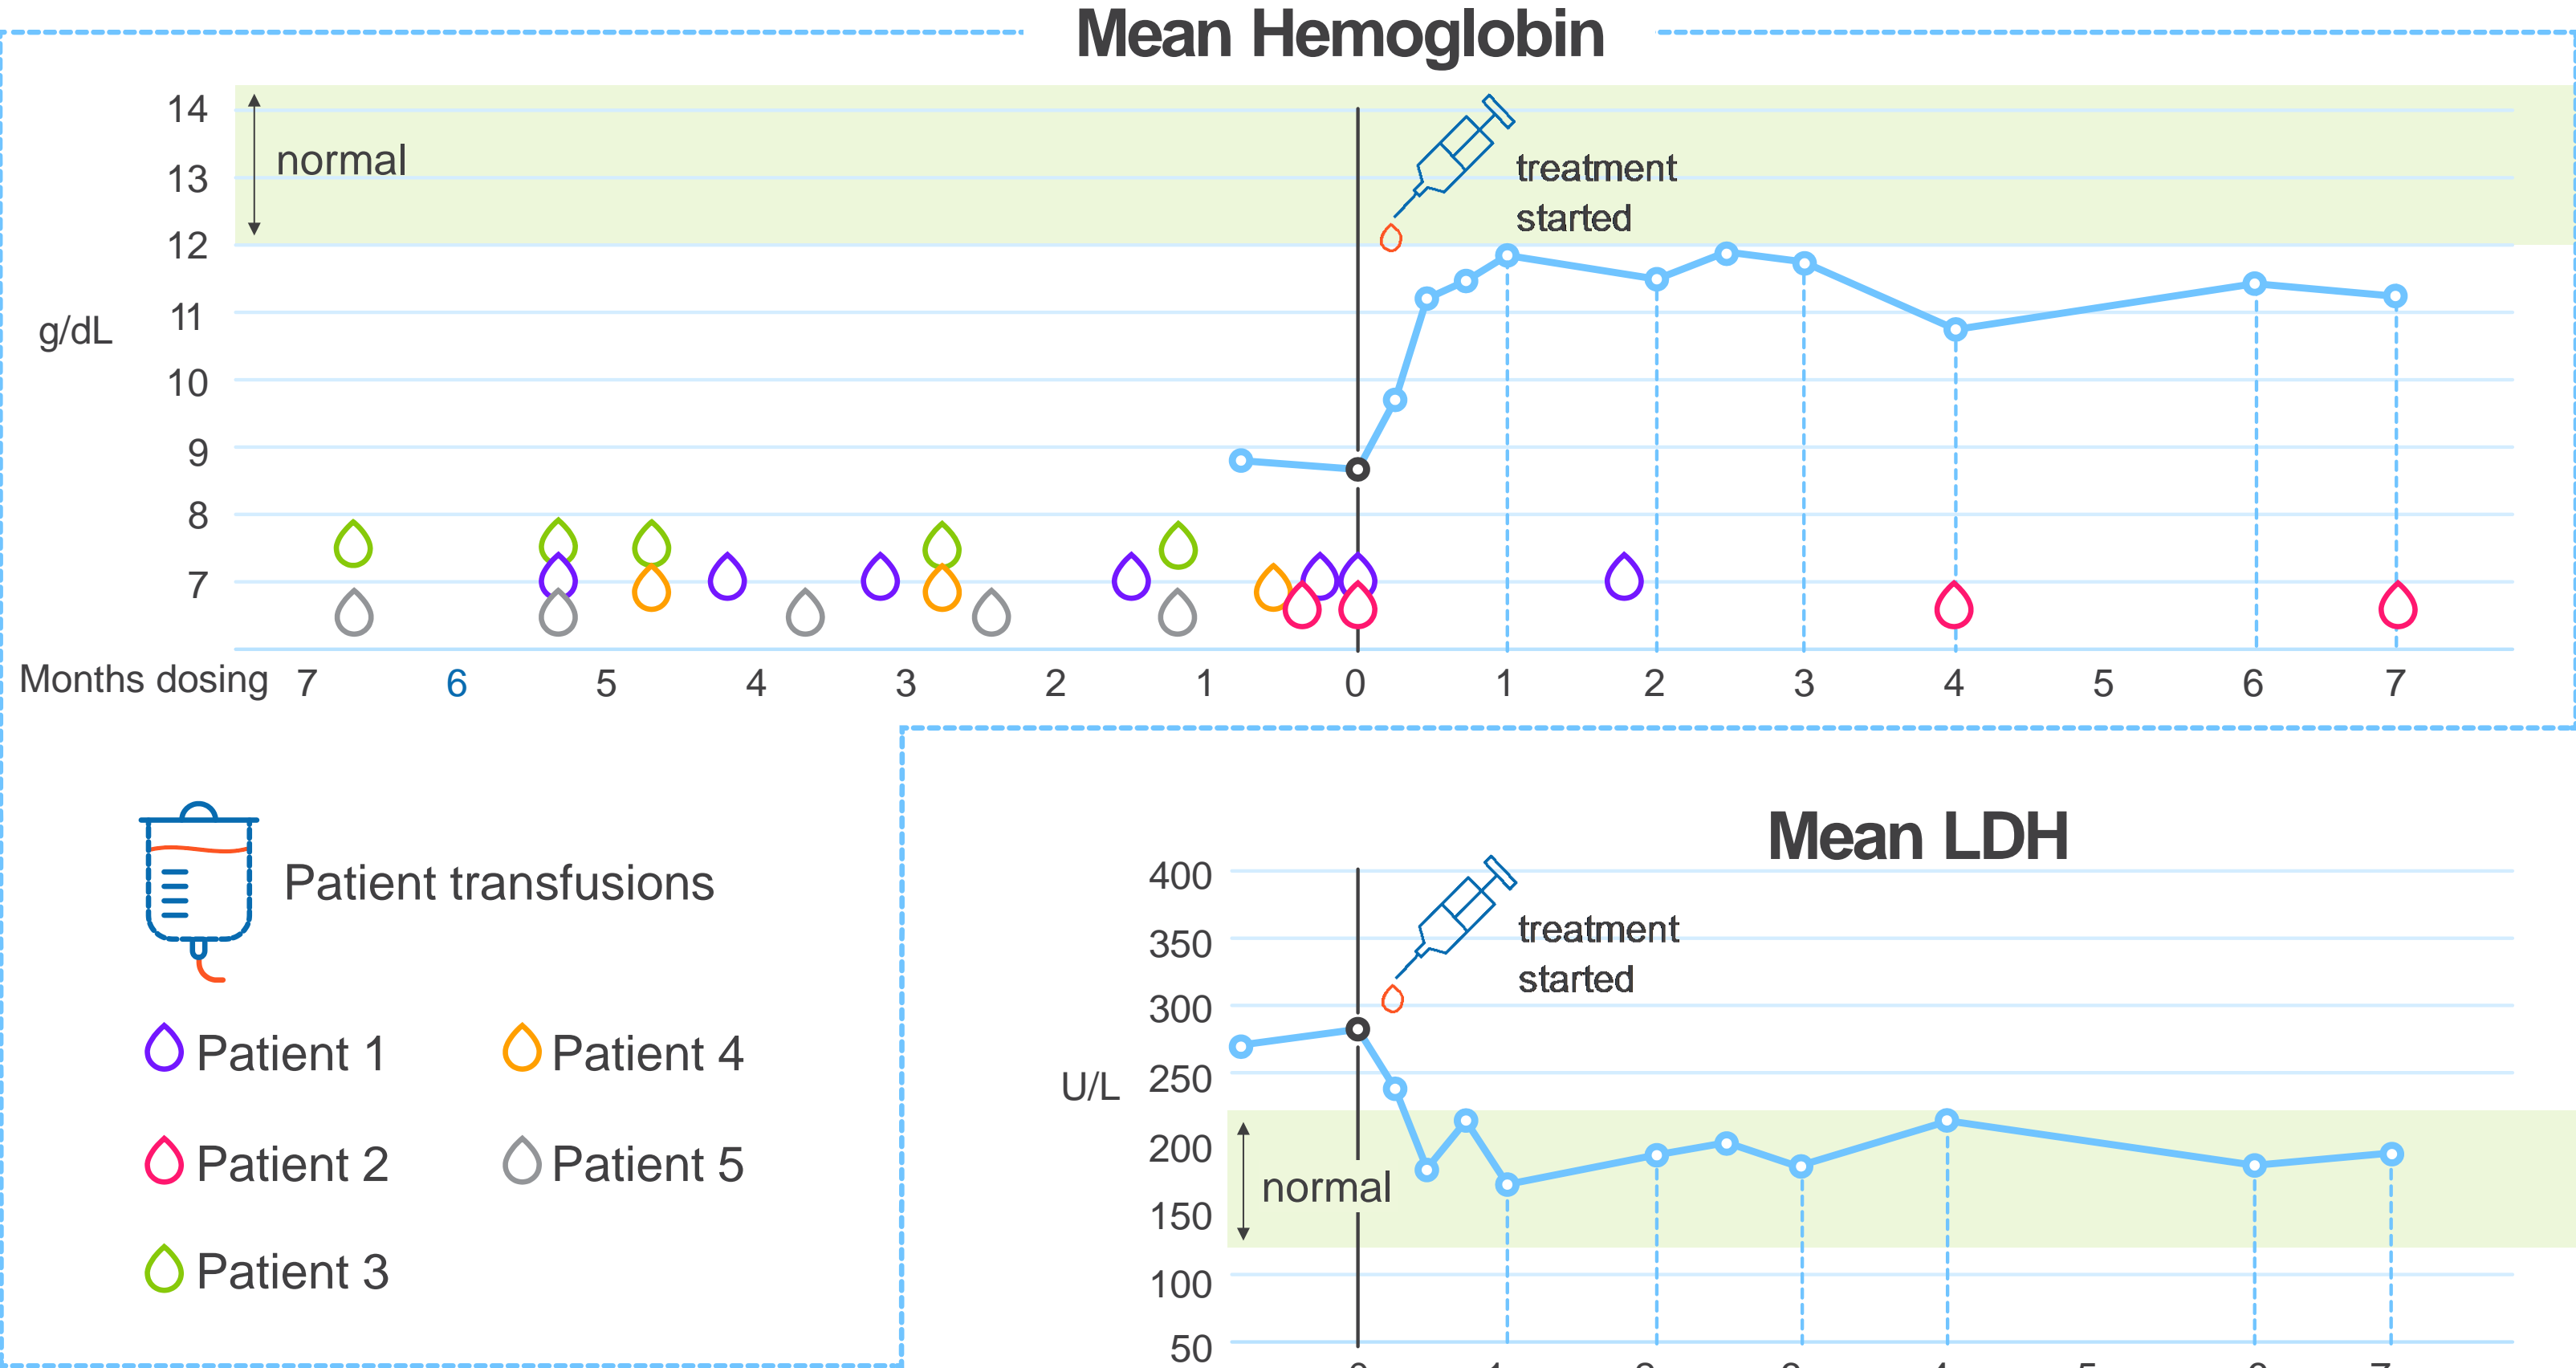 Mean Hemoglobin
14
normal
13
treatment
started
12
11
g/dL
10
9
8
7
Months dosing 7 6 5 4 3 2 1 0 1 2 3 4 5 6 7
Patient transfusions
Patient 1
Patient 4
Patient 2
Patient 5
Patient 3
Mean LDH
400
treatment
started
350
300
U/L
250
200
normal
150
100
50